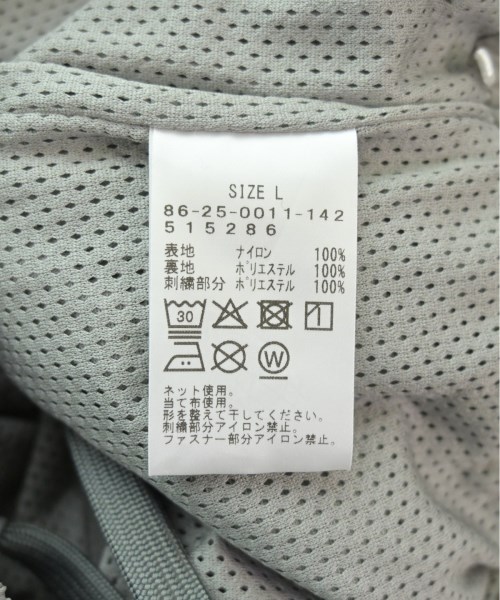 SIZE L
86-25-0011-142
515286
表地 ナイロン 100%
裏地 ポリエステル 100%
刺繍部分 ポリエステル 100%
30
W
ネット使用。
当て布使用。
形を整えて干してください。
刺繍部分アイロン禁止。
ファスナー部分アイロン禁止。